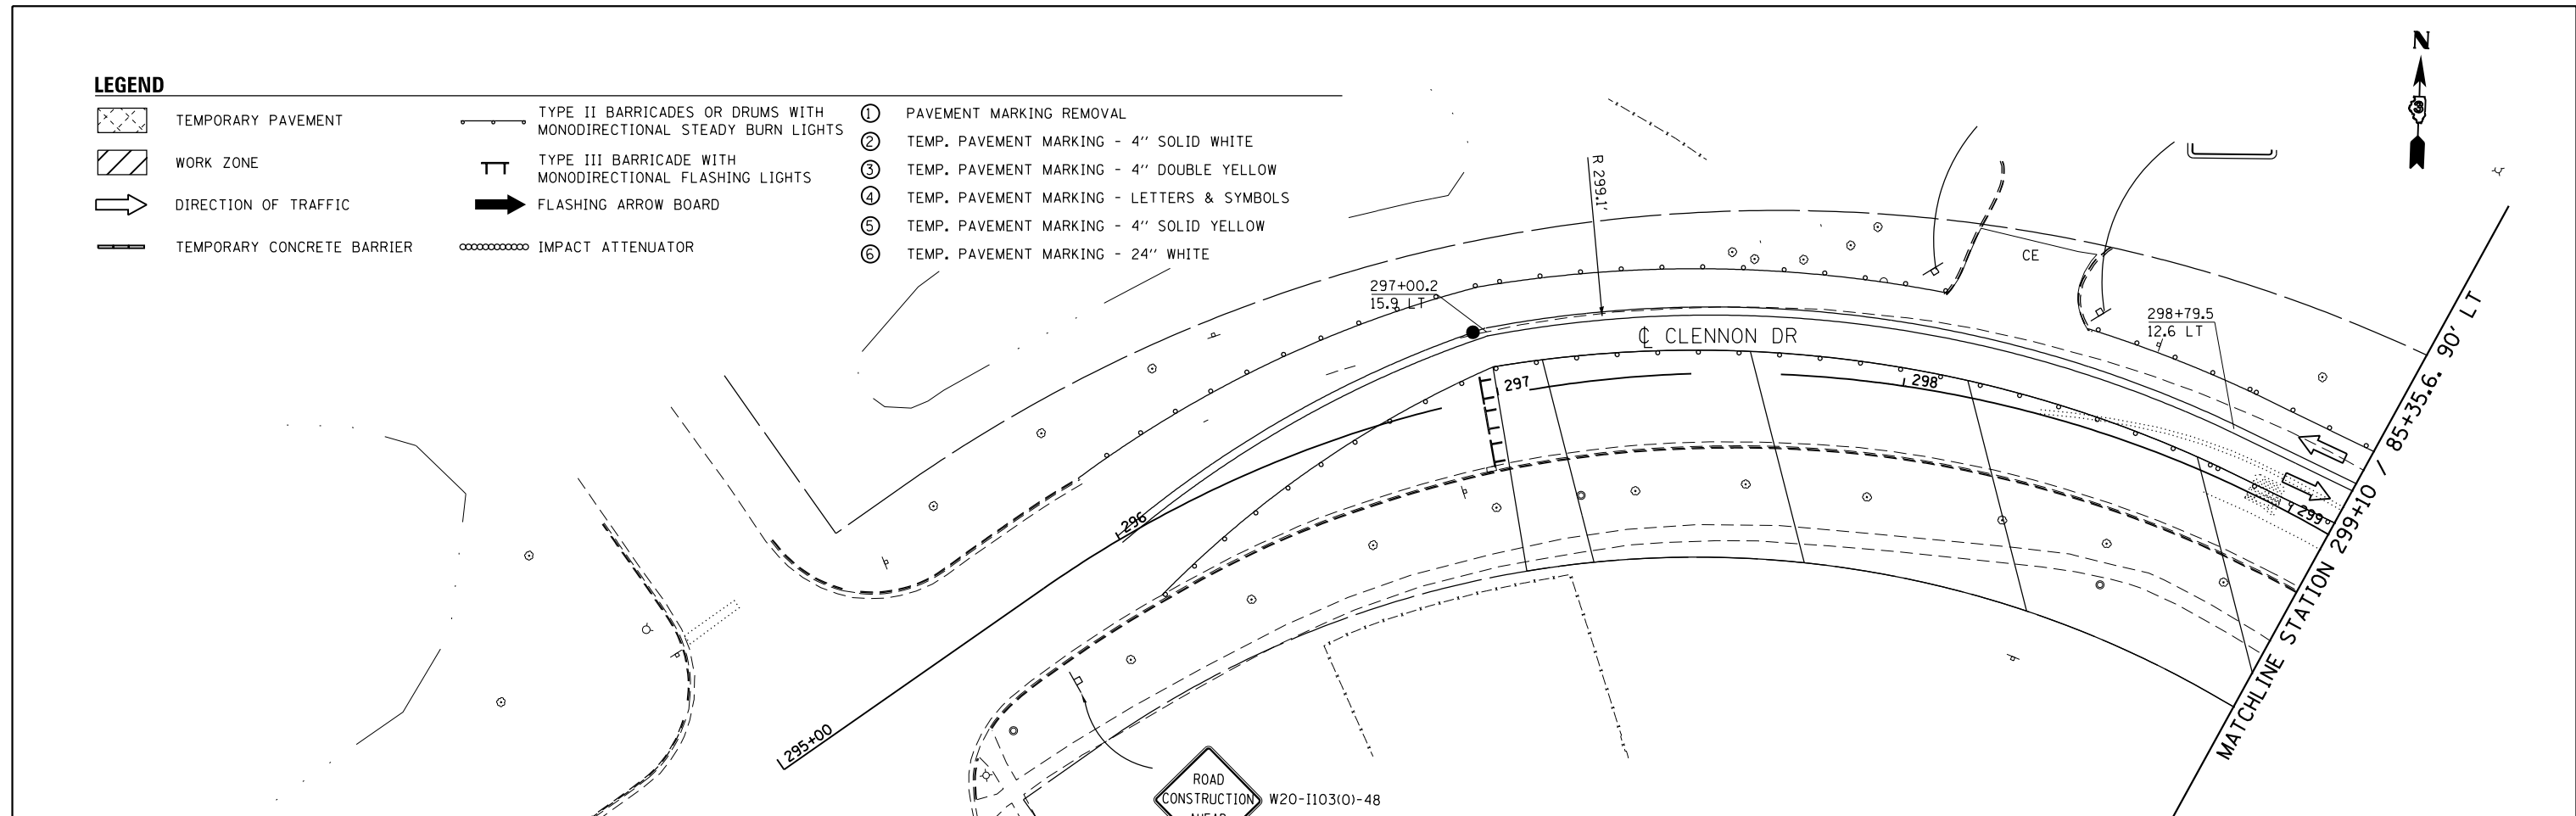 LEGEND
TEMPORARY PAVEMENT
WORK ZONE
DIRECTION OF TRAFFIC
TEMPORARY CONCRETE BARRIER
TYPE II BARRICADES OR DRUMS WITH
MONODIRECTIONAL STEADY BURN LIGHTS
TYPE III BARRICADE WITH
MONODIRECTIONAL FLASHING LIGHTS
FLASHING ARROW BOARD
IMPACT ATTENUATOR
1 PAVEMENT MARKING REMOVAL
2 TEMP. PAVEMENT MARKING - 4'' SOLID WHITE
3 TEMP. PAVEMENT MARKING - 4'' DOUBLE YELLOW
4 TEMP. PAVEMENT MARKING - LETTERS & SYMBOLS
5 TEMP. PAVEMENT MARKING - 4'' SOLID YELLOW
6 TEMP. PAVEMENT MARKING - 24'' WHITE
N
3
R 299.1'
CE
297+00.2
15.9 LT
298+79.5
12.6 LT
℄ CLENNON DR
297
298
296
299
295+00
MATCHLINE STATION 299+10 / 85+35.6. 90' LT
ROAD
CONSTRUCTION
AHEAD
W20-I103(0)-48